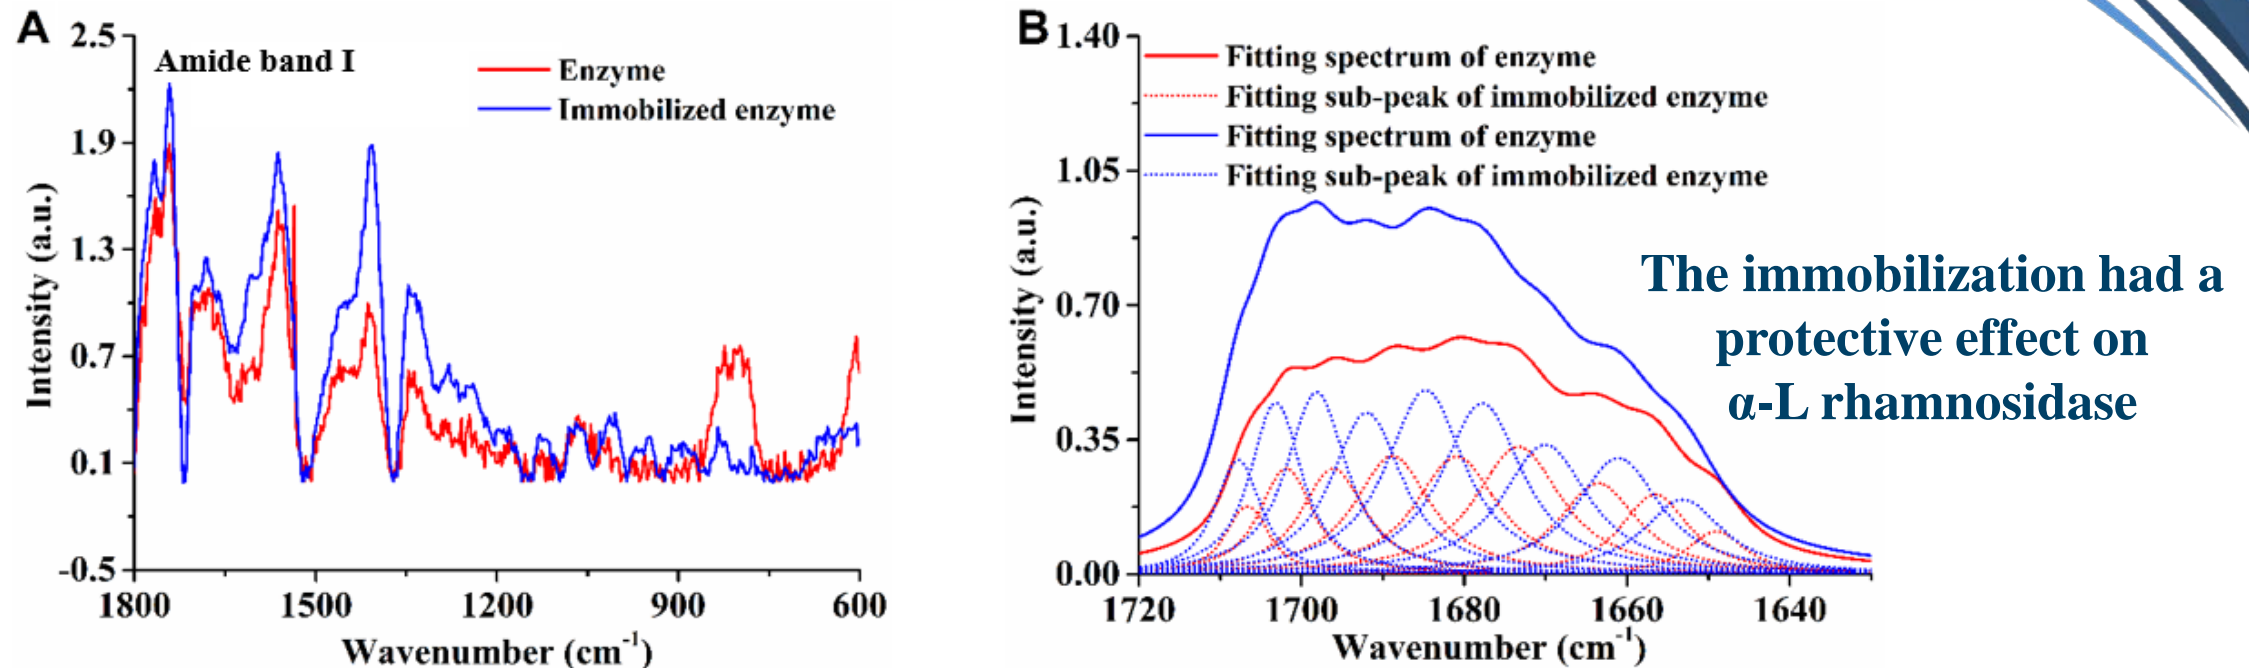 A
2.5
Amide band I
Enzyme
Immobilized enzyme
1.9
1.3
0.7
0.1
-0.5
Intensity (a.u.)
1800 1500 1200 900 600
Wavenumber (cm⁻¹)
B
1.40
Fitting spectrum of enzyme
Fitting sub-peak of immobilized enzyme
Fitting spectrum of enzyme
Fitting sub-peak of immobilized enzyme
1.05
0.70
0.35
0.00
Intensity (a.u.)
1720 1700 1680 1660 1640
Wavenumber (cm⁻¹)
The immobilization had a
protective effect on
α-L rhamnosidase